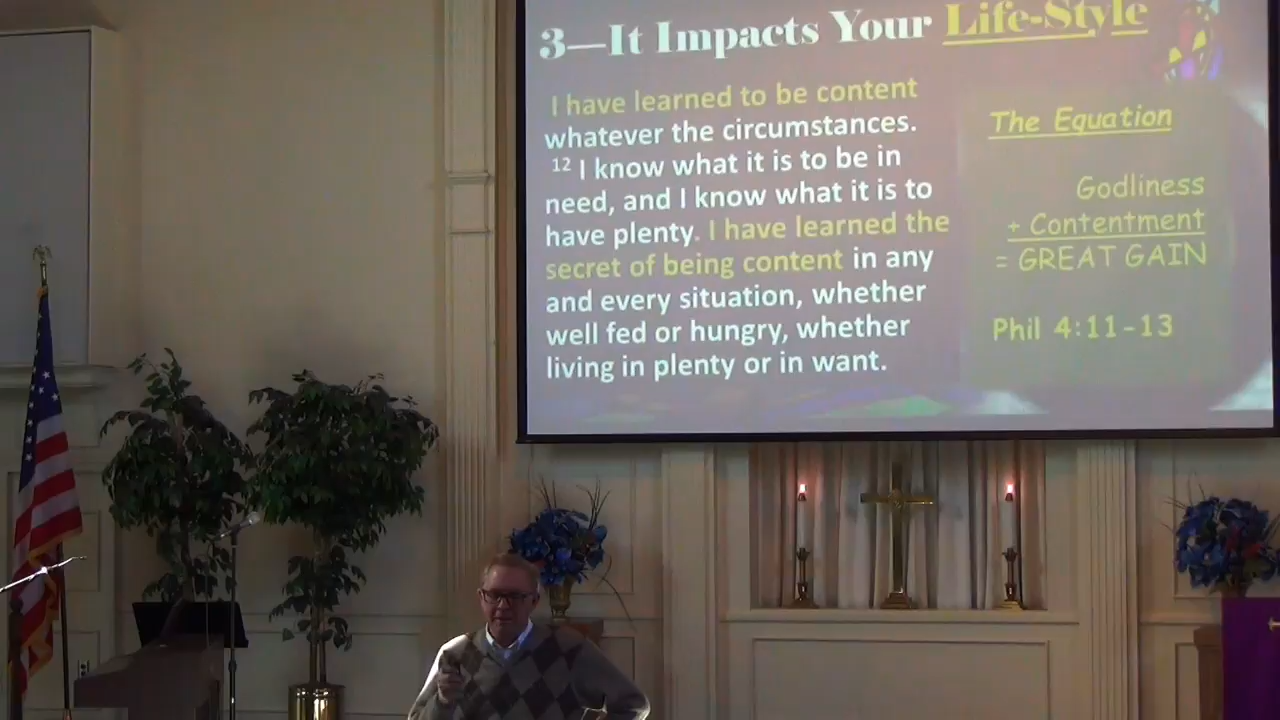 3—It Impacts Your Life-Style
I have learned to be content
whatever the circumstances.
12 I know what it is to be in
need, and I know what it is to
have plenty. I have learned the
secret of being content in any
and every situation, whether
well fed or hungry, whether
living in plenty or in want.
The Equation
Godliness
+ Contentment
= GREAT GAIN
Phil 4:11-13